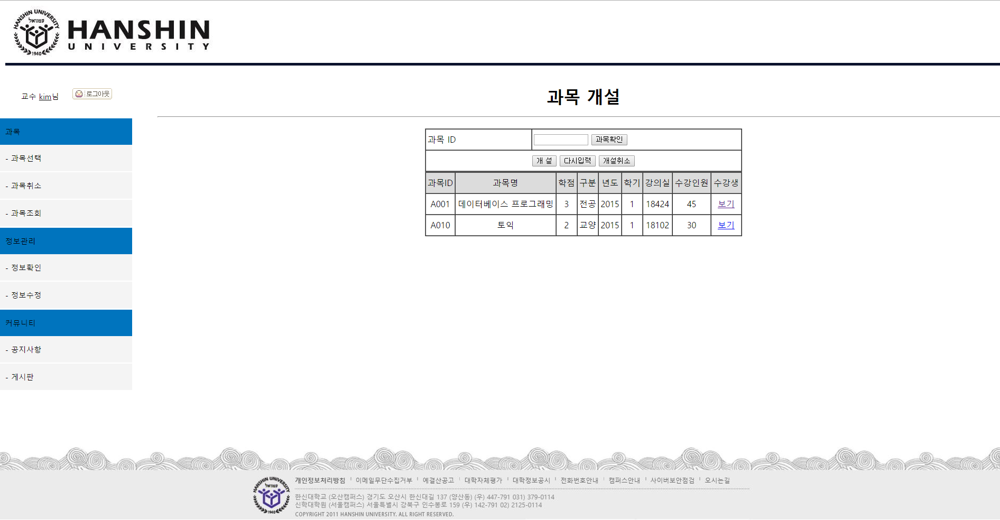 HANSHIN UNIVERSITY
עמנואל
1940
HANSHIN
UNIVERSITY
교수 kim님 로그아웃
과목
- 과목선택
- 과목취소
- 과목조회
정보관리
- 정보확인
- 정보수정
커뮤니티
- 공지사항
- 게시판
과목 개설
과목 ID 과목확인
개 설 다시입력 개설취소
과목ID 과목명 학점 구분 년도 학기 강의실 수강인원 수강생
A001 데이터베이스 프로그래밍 3 전공 2015 1 18424 45 보기
A010 토익 2 교양 2015 1 18102 30 보기
HANSHIN UNIVERSITY
עמנואל
1940
개인정보처리방침 이메일무단수집거부 예결산공고 대학자체평가 대학정보공시 전화번호안내 캠퍼스안내 사이버보안점검 오시는길
한신대학교 (오산캠퍼스) 경기도 오산시 한신대길 137 (양산동) (우) 447-791 031) 379-0114
신학대학원 (서울캠퍼스) 서울특별시 강북구 인수봉로 159 (우) 142-791 02) 2125-0114
COPYRIGHT 2011 HANSHIN UNIVERSITY. ALL RIGHT RESERVED.